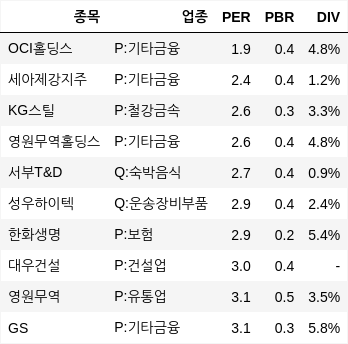 종목 업종 PER PBR DIV
OCI홀딩스 P:기타금융 1.9 0.4 4.8%
세아제강지주 P:기타금융 2.4 0.4 1.2%
KG스틸 P:철강금속 2.6 0.3 3.3%
영원무역홀딩스 P:기타금융 2.6 0.4 4.8%
서부T&D Q:숙박음식 2.7 0.4 0.9%
성우하이텍 Q:운송장비부품 2.9 0.4 2.4%
한화생명 P:보험 2.9 0.2 5.4%
대우건설 P:건설업 3.0 0.4 -
영원무역 P:유통업 3.1 0.5 3.5%
GS P:기타금융 3.1 0.3 5.8%